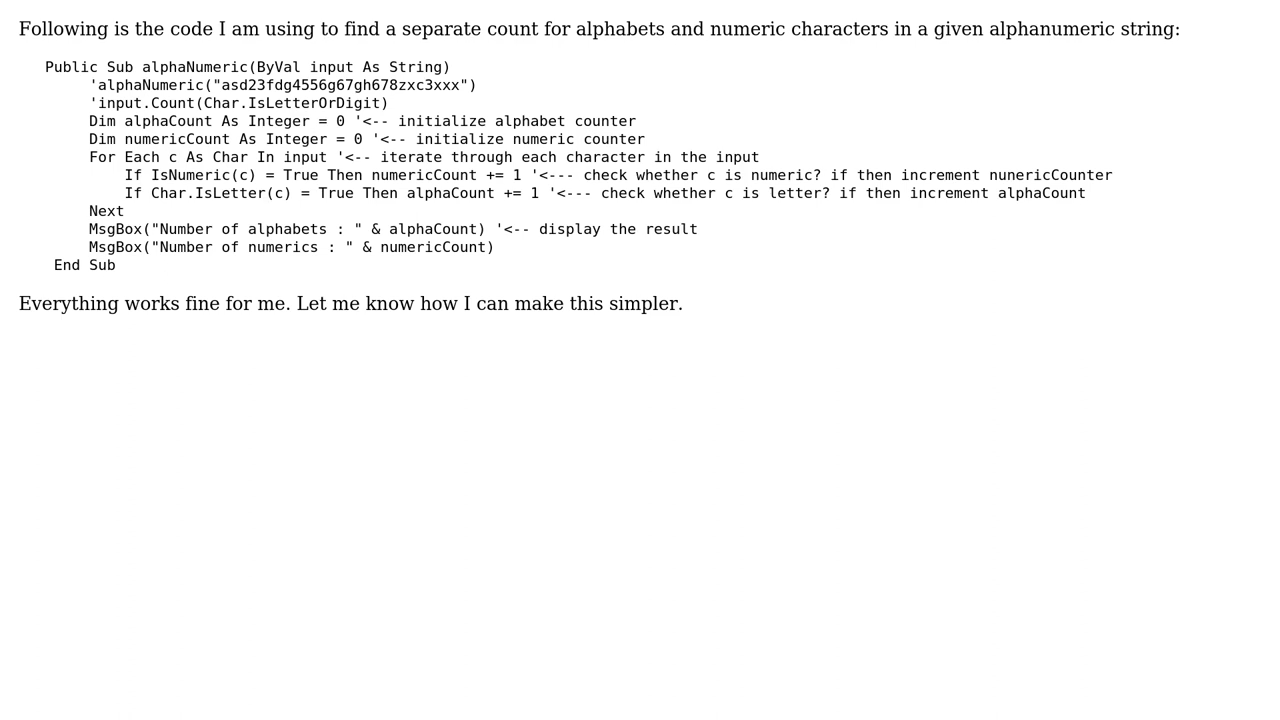 Following is the code I am using to find a separate count for alphabets and numeric characters in a given alphanumeric string:
Public Sub alphaNumeric(ByVal input As String)
'alphaNumeric("asd23fdg4556g67gh678zxc3xxx")
'input.Count(Char.IsLetterOrDigit)
Dim alphaCount As Integer = 0 '<-- initialize alphabet counter
Dim numericCount As Integer = 0 '<-- initialize numeric counter
For Each c As Char In input '<-- iterate through each character in the input
If IsNumeric(c) = True Then numericCount += 1 '<--- check whether c is numeric? if then increment nunericCounter
If Char.IsLetter(c) = True Then alphaCount += 1 '<--- check whether c is letter? if then increment alphaCount
Next
MsgBox("Number of alphabets : " & alphaCount) '<-- display the result
MsgBox("Number of numerics : " & numericCount)
End Sub
Everything works fine for me. Let me know how I can make this simpler.